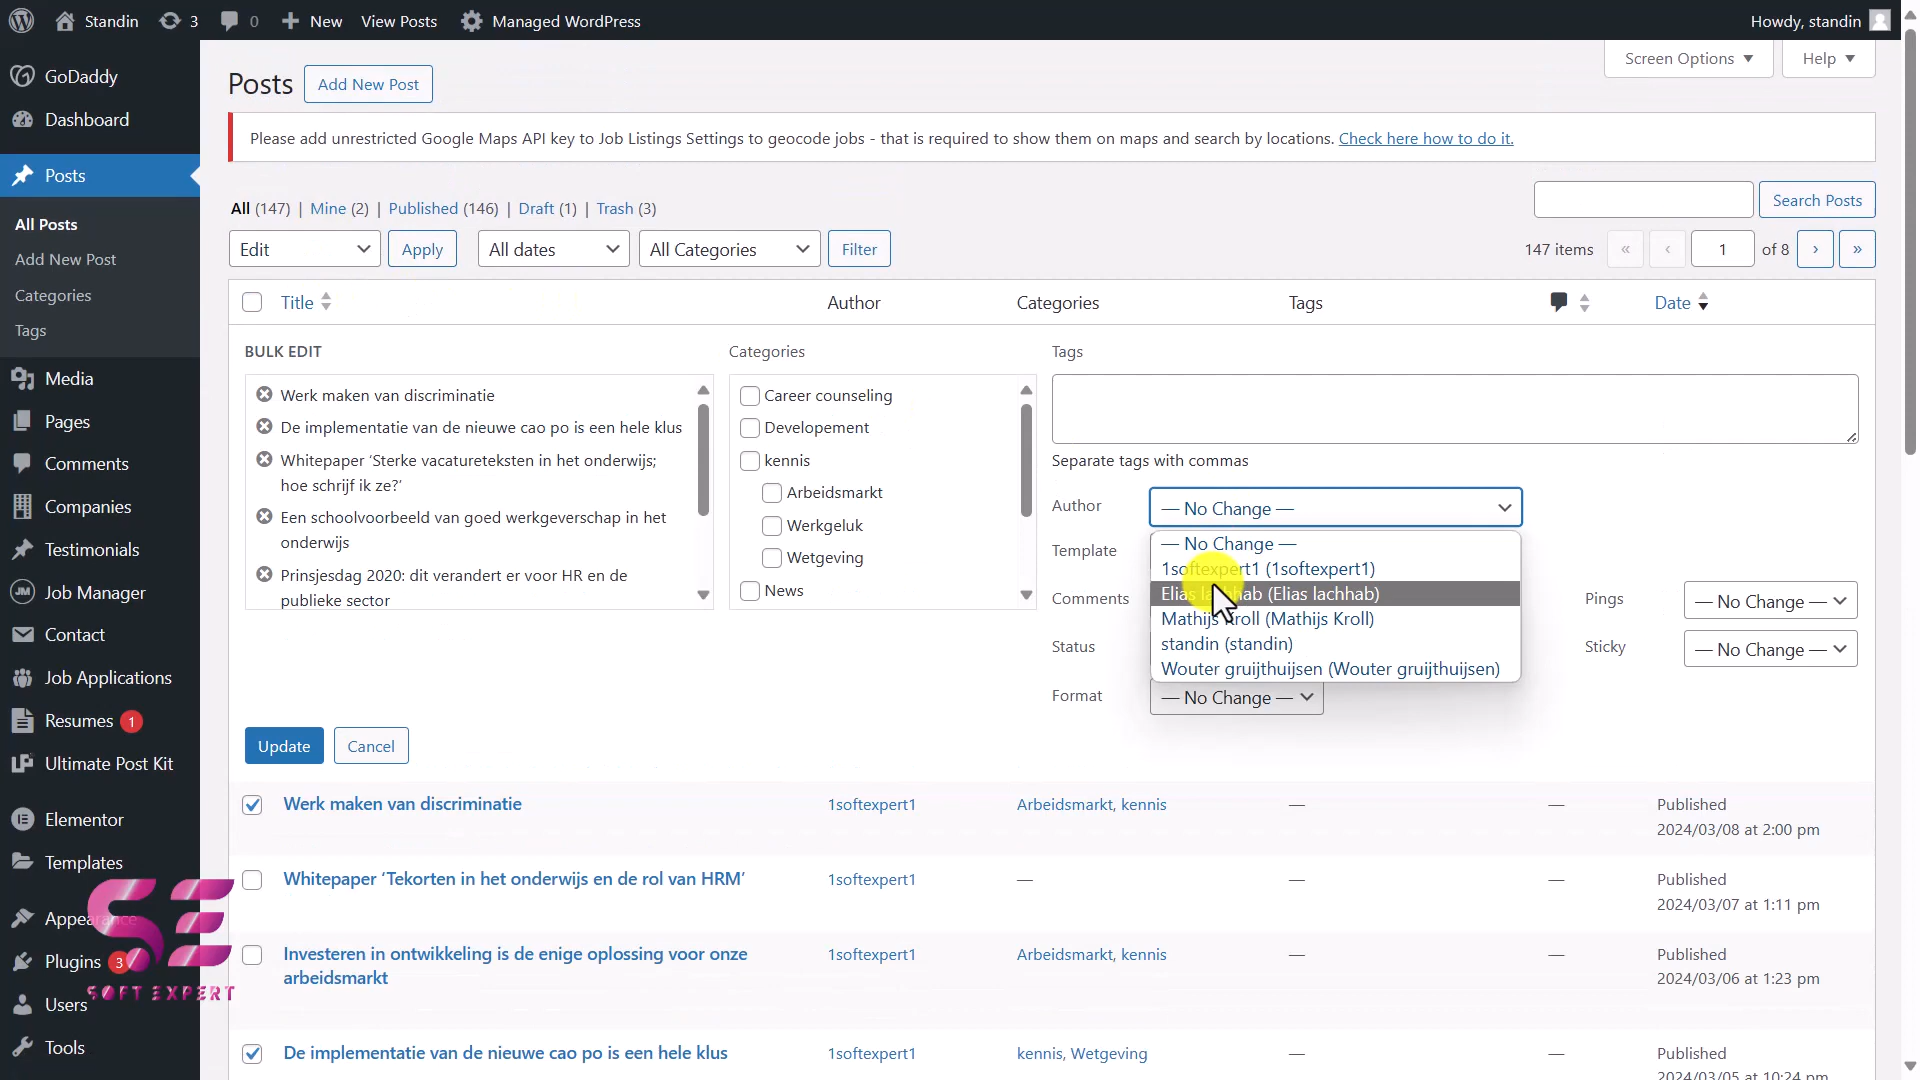 Standin
3
0
New
View Posts
Managed WordPress
Howdy, standin
GoDaddy
Dashboard
Posts
All Posts
Add New Post
Categories
Tags
Media
Pages
Comments
Companies
Testimonials
Job Manager
Contact
Job Applications
Resumes 1
Ultimate Post Kit
Elementor
Templates
Appearance
Plugins 3
Users
Tools
SE
SOFT EXPERT
Screen Options
Help
Posts
Add New Post
Please add unrestricted Google Maps API key to Job Listings Settings to geocode jobs - that is required to show them on maps and search by locations. Check here how to do it.
All (147) | Mine (2) | Published (146) | Draft (1) | Trash (3)
Search Posts
Edit
Apply
All dates
All Categories
Filter
147 items
«
‹
1
of 8
›
»
Title
Author
Categories
Tags
Date
BULK EDIT
Werk maken van discriminatie
De implementatie van de nieuwe cao po is een hele klus
Whitepaper ‘Sterke vacatureteksten in het onderwijs;
hoe schrijf ik ze?’
Een schoolvoorbeeld van goed werkgeverschap in het
onderwijs
Prinsjesdag 2020: dit verandert er voor HR en de
publieke sector
Categories
Career counseling
Developement
kennis
Arbeidsmarkt
Werkgeluk
Wetgeving
News
Tags
Separate tags with commas
Author
— No Change —
— No Change —
1softexpert1 (1softexpert1)
Elias lachhab (Elias lachhab)
Mathijs Kroll (Mathijs Kroll)
standin (standin)
Wouter gruijthuijsen (Wouter gruijthuijsen)
Template
Comments
Pings
— No Change —
Status
Sticky
— No Change —
Format
— No Change —
Update
Cancel
Werk maken van discriminatie
1softexpert1
Arbeidsmarkt, kennis
—
—
Published
2024/03/08 at 2:00 pm
Whitepaper ‘Tekorten in het onderwijs en de rol van HRM’
1softexpert1
—
—
—
Published
2024/03/07 at 1:11 pm
Investeren in ontwikkeling is de enige oplossing voor onze
arbeidsmarkt
1softexpert1
Arbeidsmarkt, kennis
—
—
Published
2024/03/06 at 1:23 pm
De implementatie van de nieuwe cao po is een hele klus
1softexpert1
kennis, Wetgeving
—
—
Published
2024/03/05 at 10:24 pm